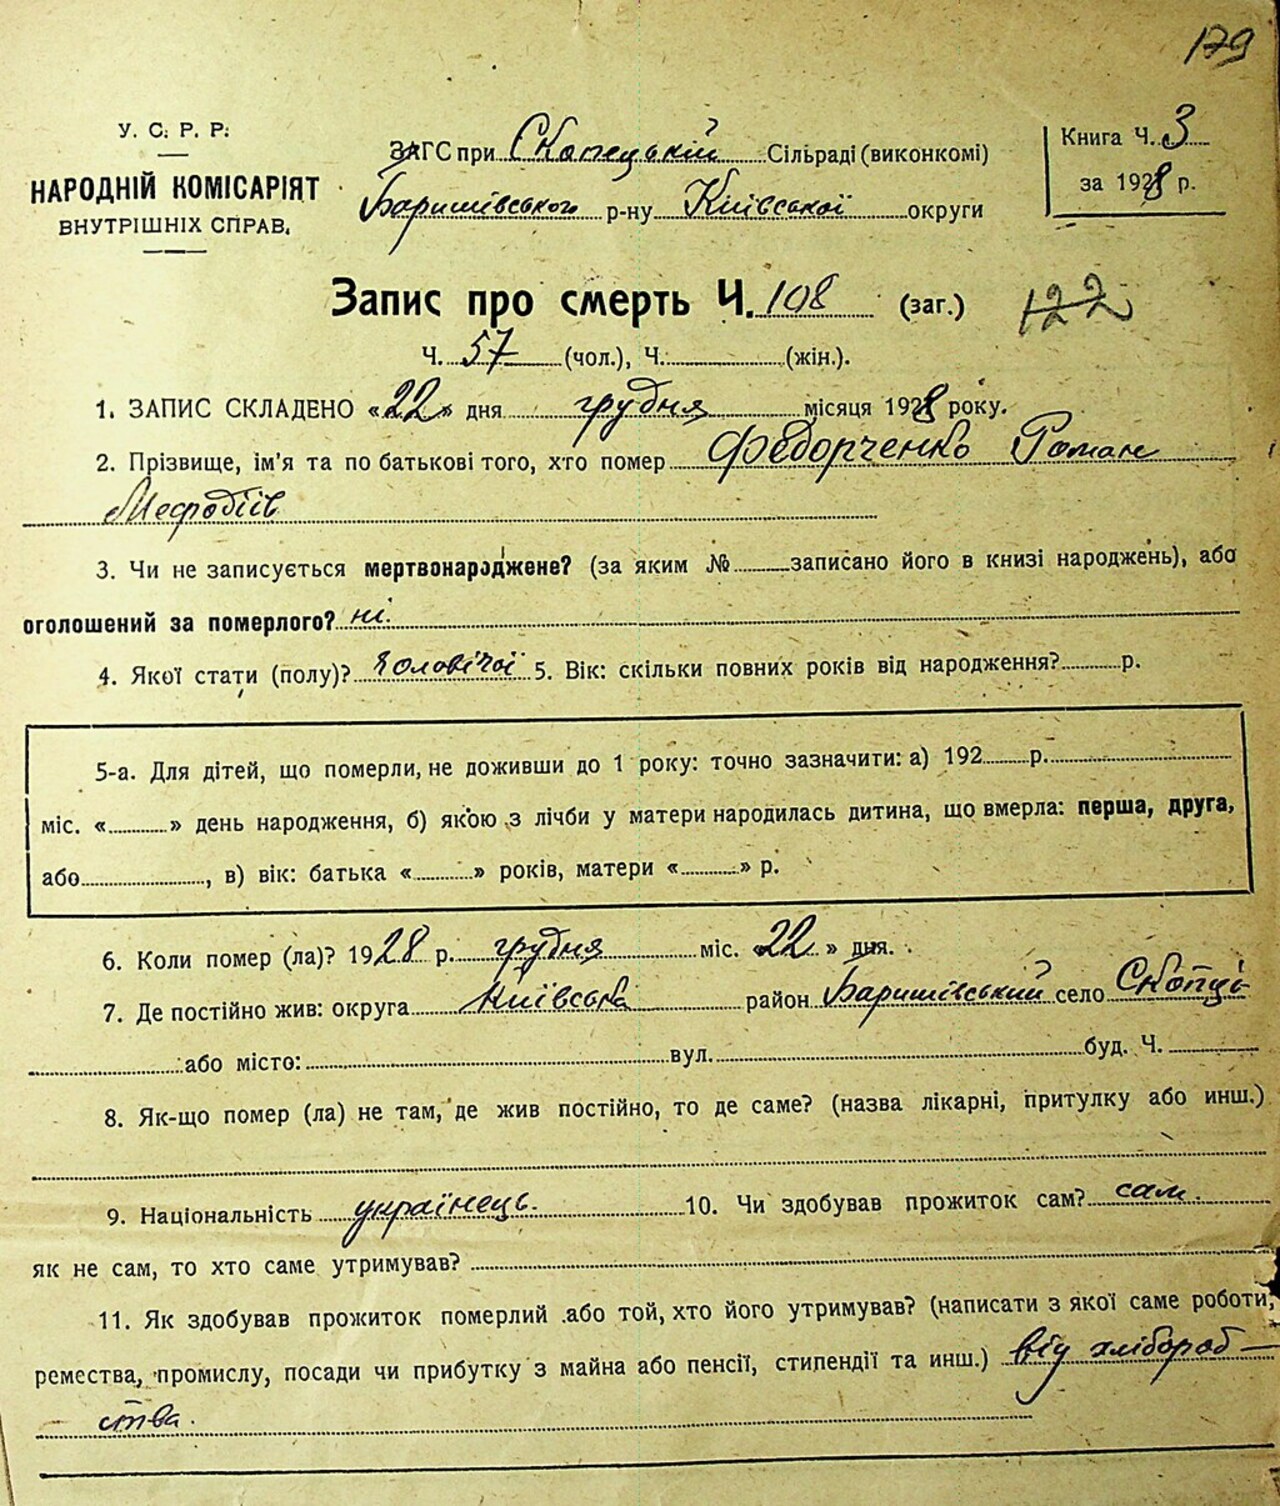 179
У. С. Р. Р.
НАРОДНІЙ КОМІСАРІЯТ
ВНУТРІШНІХ СПРАВ.
ЗАГС при Скопецькій Сільраді (виконкомі)
Баришівського р-ну Київської округи
Книга Ч. 3
за 1928 р.
Запис про смерть Ч. 108 (заг.) 122
Ч. 57 (чол.), Ч. (жін.).
1. ЗАПИС СКЛАДЕНО «22» дня грудня місяця 1928 року.
2. Прізвище, ім'я та по батькові того, хто помер Федорченко Роман
Мефодіїв
3. Чи не записується мертвонароджене? (за яким № записано його в книзі народжень), або
оголошений за померлого? ні.
4. Якої стати (полу)? чоловічої 5. Вік: скільки повних років від народження? р.
5-а. Для дітей, що померли, не доживши до 1 року: точно зазначити: а) 192 р.
міс. « » день народження, б) якою з лічби у матери народилась дитина, що вмерла: перша, друга,
або , в) вік: батька « » років, матери « » р.
6. Коли помер (ла)? 1928 р. грудня міс. «22» дня.
7. Де постійно жив: округа Київська район Баришівський село Скопці
або місто: вул. буд. Ч.
8. Як-що помер (ла) не там, де жив постійно, то де саме? (назва лікарні, притулку або инш.)
9. Національність українець. 10. Чи здобував прожиток сам? сам.
як не сам, то хто саме утримував?
11. Як здобував прожиток померлий або той, хто його утримував? (написати з якої саме роботи,
ремества, промислу, посади чи прибутку з майна або пенсії, стипендії та инш.) від хлібороб-
ства.